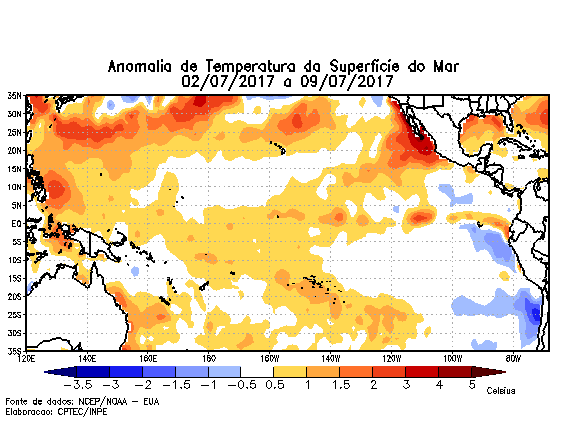 Anomalia de Temperatura da Superfície do Mar
02/07/2017 a 09/07/2017
35N
30N
25N
20N
15N
10N
5N
EQ
5S
10S
15S
20S
25S
30S
35S
120E 140E 160E 180 160W 140W 120W 100W 80W
-3.5 -3 -2 -1.5 -1 -0.5 0.5 1 2 3 4 5
Celsius
Fonte de dados: NCEP/NOAA - EUA
Elaboracao: CPTEC/INPE